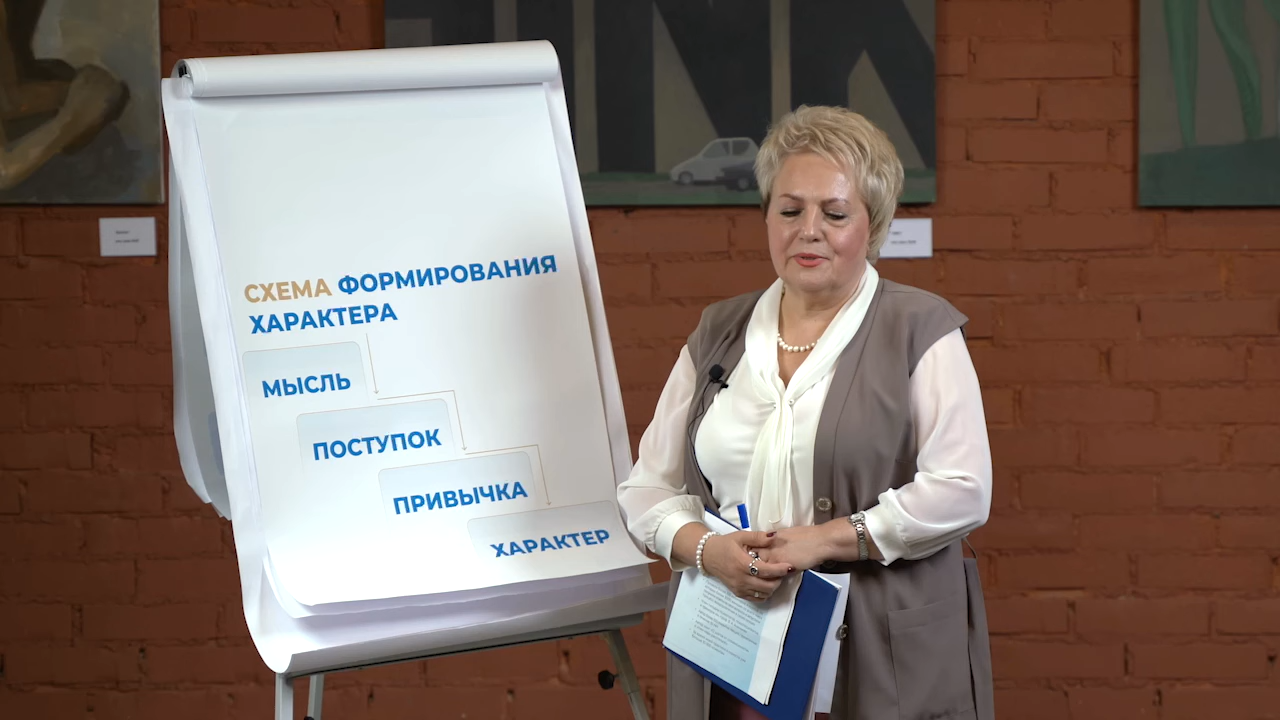 СХЕМА ФОРМИРОВАНИЯ
ХАРАКТЕРА
МЫСЛЬ
ПОСТУПОК
ПРИВЫЧКА
ХАРАКТЕР